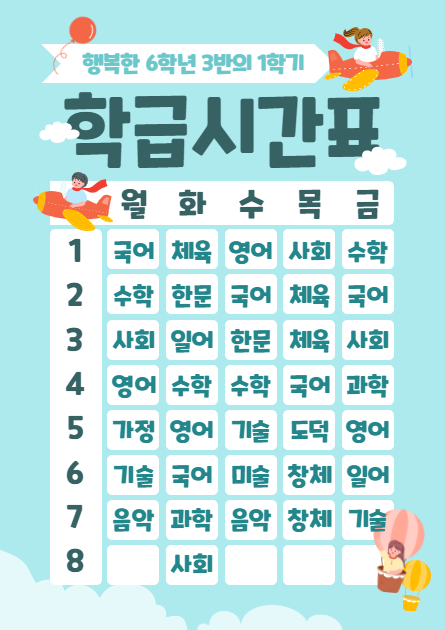 행복한 6학년 3반의 1학기
학급시간표
월 화 수 목 금
1 국어 체육 영어 사회 수학
2 수학 한문 국어 체육 국어
3 사회 일어 한문 체육 사회
4 영어 수학 수학 국어 과학
5 가정 영어 기술 도덕 영어
6 기술 국어 미술 창체 일어
7 음악 과학 음악 창체 기술
8 사회